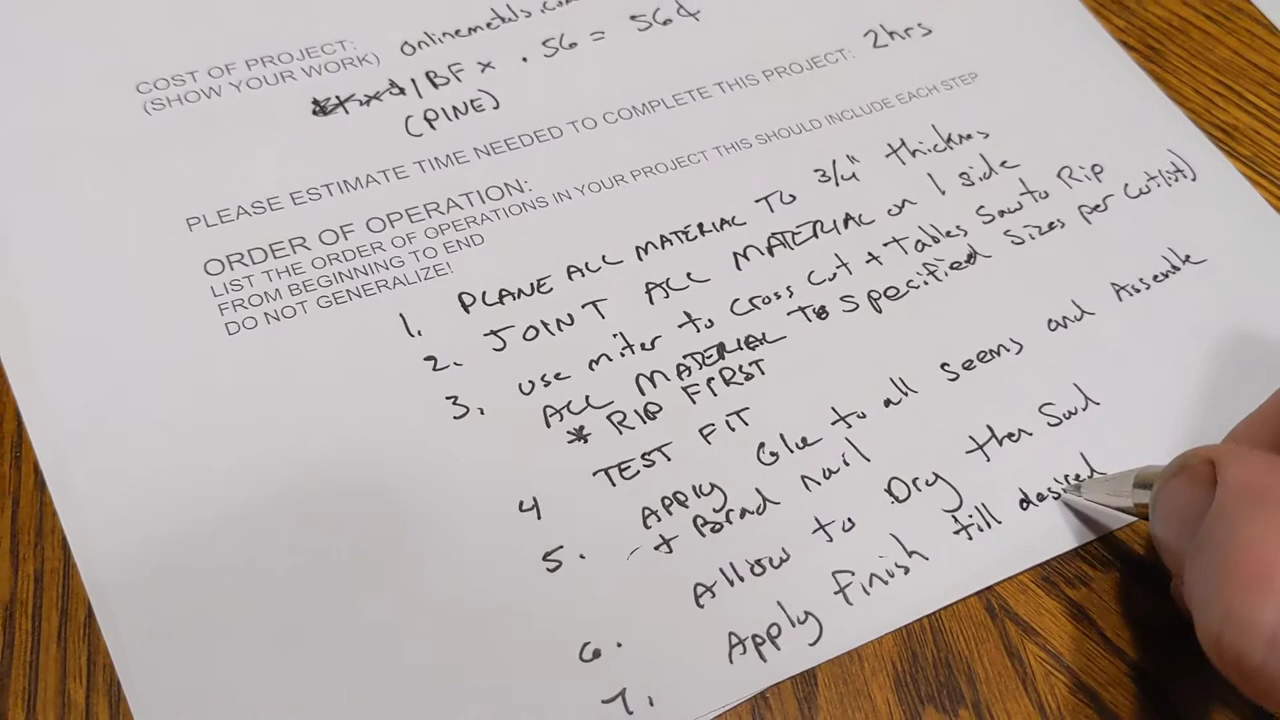 COST OF PROJECT: onlinemetals.com
(SHOW YOUR WORK) 1BF x .56 = 56¢
(PINE)
PLEASE ESTIMATE TIME NEEDED TO COMPLETE THIS PROJECT: 2hrs
ORDER OF OPERATION:
LIST THE ORDER OF OPERATIONS IN YOUR PROJECT THIS SHOULD INCLUDE EACH STEP
FROM BEGINNING TO END
DO NOT GENERALIZE!
1. PLANE ALL MATERIAL TO 3/4" thickness
2. JOINT ALL MATERIAL on 1 side
3. use miter to cross cut + tables saw to Rip
ALL MATERIAL To specified sizes per cutlist)
* RIP FIRST
4 TEST FIT
5. APPLY Glue to all seems and Assemble
+ Brad nail
6. Allow to Dry then Sand
7. Apply finish till desired